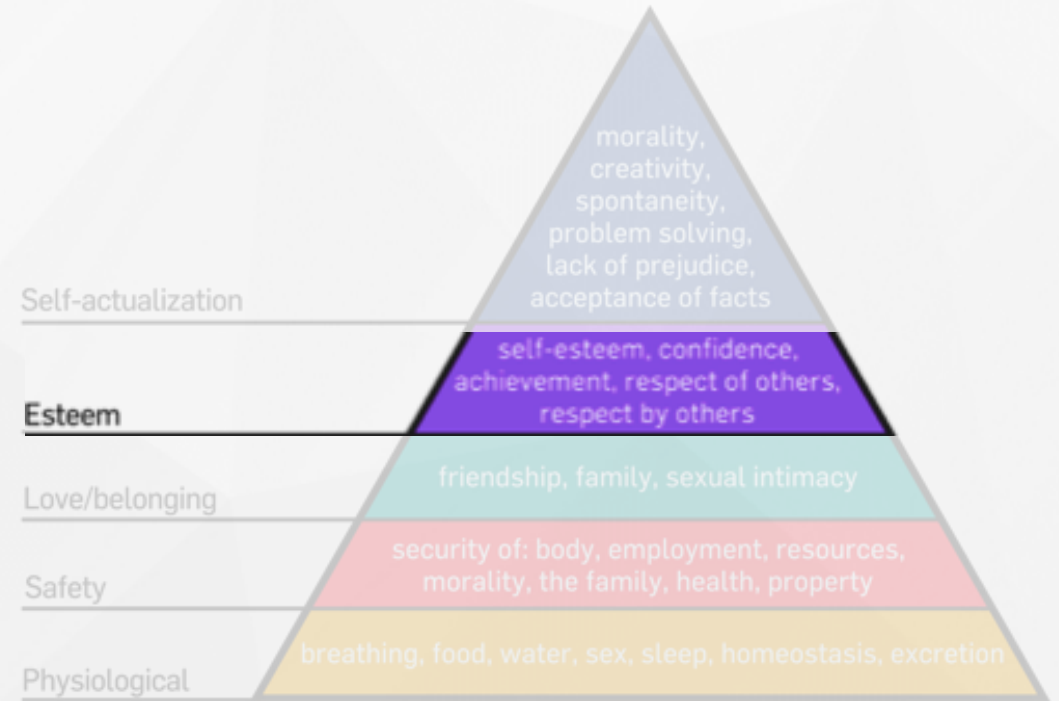 morality,
creativity,
spontaneity,
problem solving,
lack of prejudice,
acceptance of facts
Self-actualization
self-esteem, confidence,
achievement, respect of others,
respect by others
Esteem
friendship, family, sexual intimacy
Love/belonging
security of: body, employment, resources,
morality, the family, health, property
Safety
breathing, food, water, sex, sleep, homeostasis, excretion
Physiological